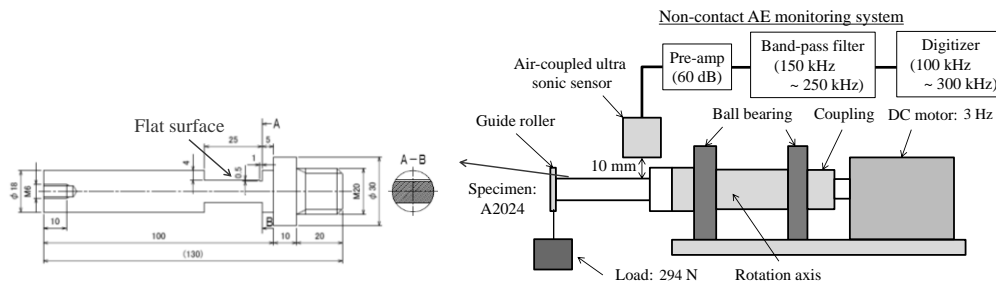 Non-contact AE monitoring system
Air-coupled ultra
sonic sensor
Pre-amp
(60 dB)
Band-pass filter
(150 kHz
~ 250 kHz)
Digitizer
(100 kHz
~ 300 kHz)
Guide roller
Ball bearing
Coupling
DC motor: 3 Hz
10 mm
Specimen:
A2024
Load: 294 N
Rotation axis
Flat surface
A
25
5
1
4
0.5
A-B
φ18
M6
M20
φ30
B
10
100
10
20
(130)